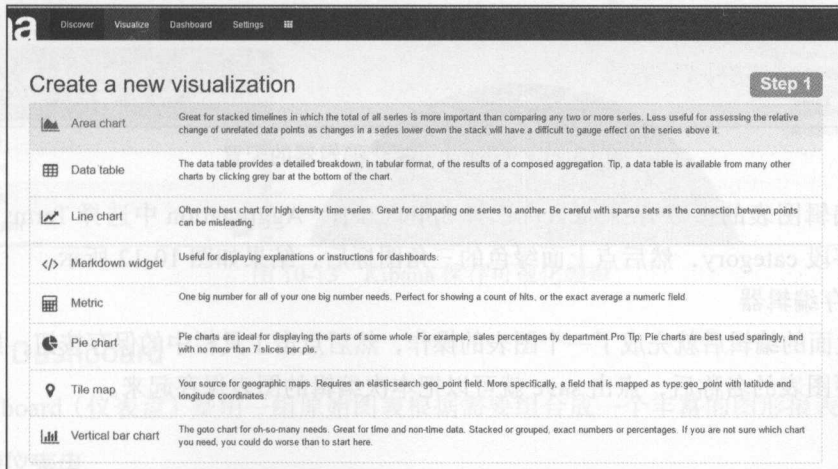 na Discover Visualize Dashboard Settings
Create a new visualization Step 1
Area chart
Great for stacked timelines in which the total of all series is more important than comparing any two or more series. Less useful for assessing the relative
change of unrelated data points as changes in a series lower down the stack will have a difficult to gauge effect on the series above it.
Data table
The data table provides a detailed breakdown, in tabular format, of the results of a composed aggregation. Tip, a data table is available from many other
charts by clicking grey bar at the bottom of the chart.
Line chart
Often the best chart for high density time series. Great for comparing one series to another. Be careful with sparse sets as the connection between points
can be misleading.
Markdown widget
Useful for displaying explanations or instructions for dashboards.
Metric
One big number for all of your one big number needs. Perfect for showing a count of hits, or the exact average a numeric field.
Pie chart
Pie charts are ideal for displaying the parts of some whole. For example, sales percentages by department.Pro Tip: Pie charts are best used sparingly, and
with no more than 7 slices per pie.
Tile map
Your source for geographic maps. Requires an elasticsearch geo_point field. More specifically, a field that is mapped as type:geo_point with latitude and
longitude coordinates.
Vertical bar chart
The goto chart for oh-so-many needs. Great for time and non-time data. Stacked or grouped, exact numbers or percentages. If you are not sure which chart
you need, you could do worse than to start here.